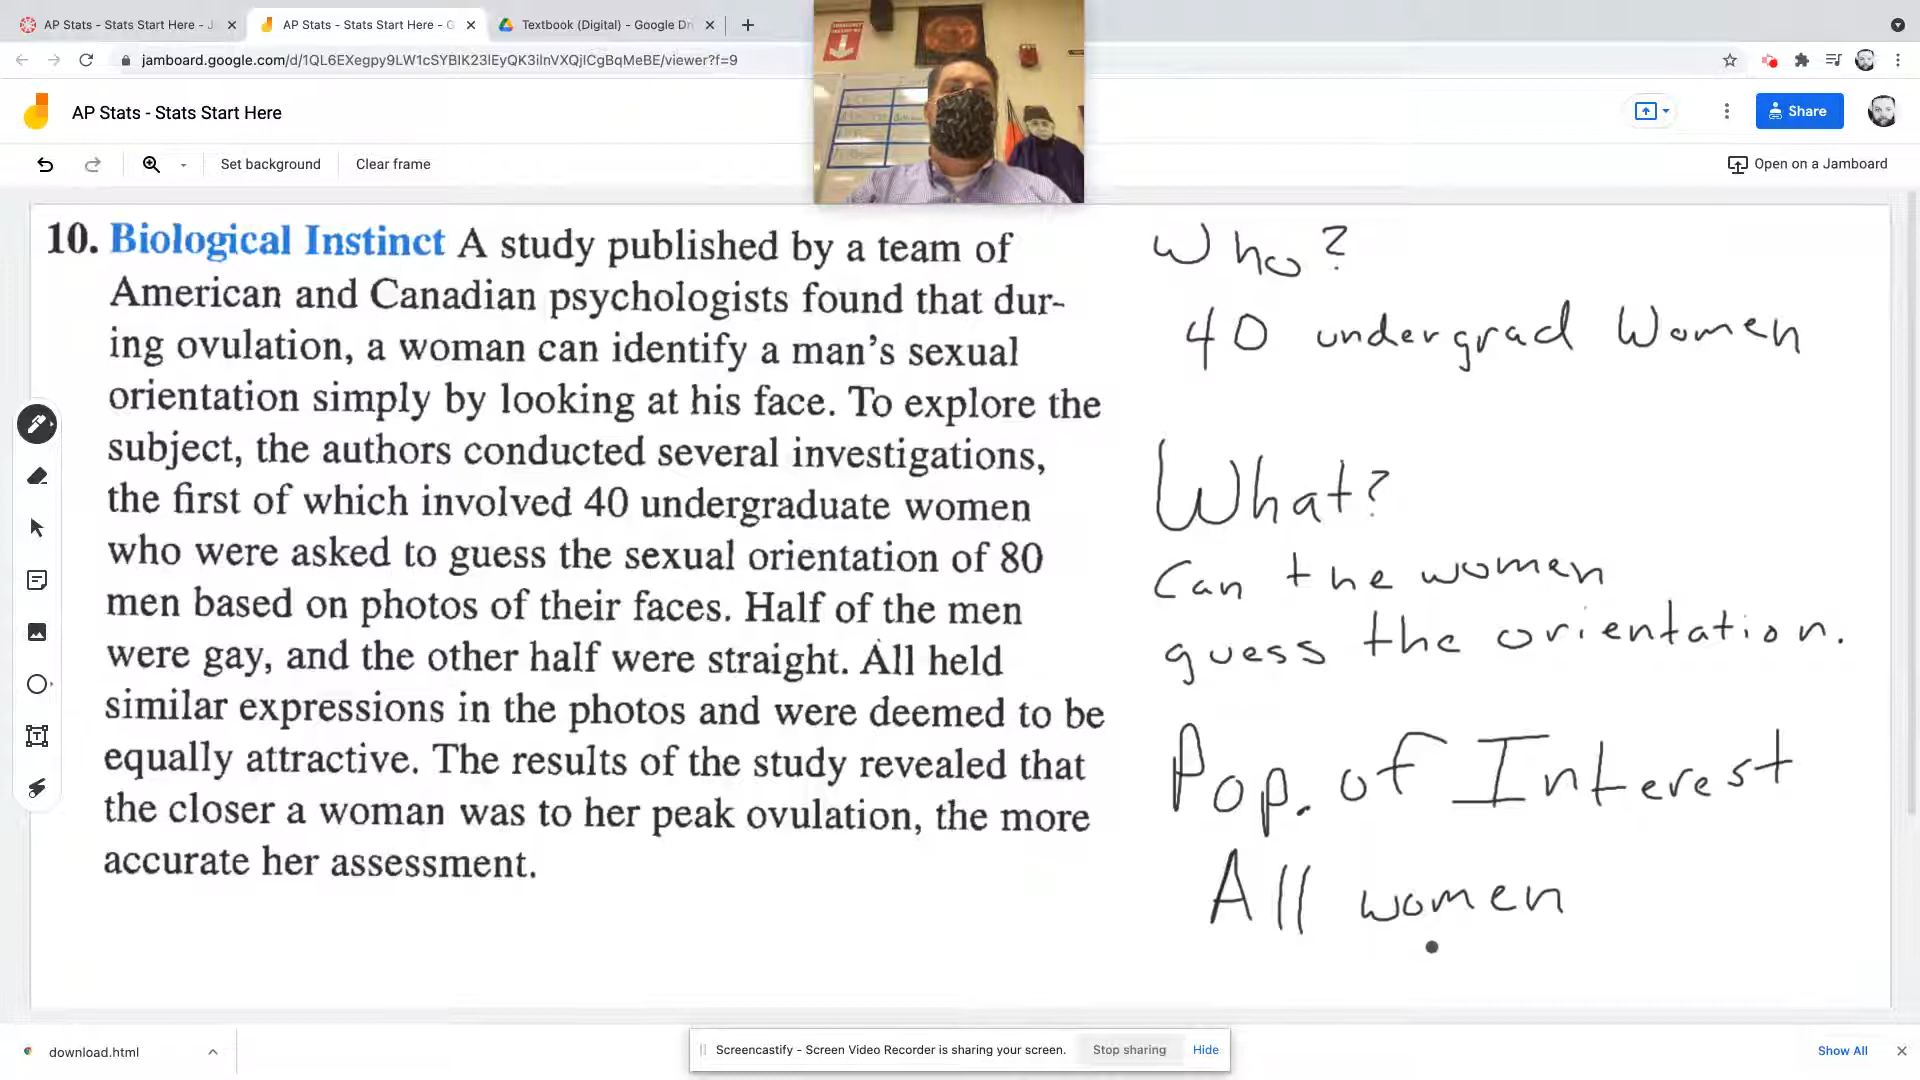 AP Stats - Stats Start Here - J
AP Stats - Stats Start Here - G
Textbook (Digital) - Google Dri
jamboard.google.com/d/1QL6EXegpy9LW1cSYBIK23lEyQK3ilnVXQjlCgBqMeBE/viewer?f=9
AP Stats - Stats Start Here
Share
Set background
Clear frame
Open on a Jamboard
10. Biological Instinct A study published by a team of
American and Canadian psychologists found that dur-
ing ovulation, a woman can identify a man's sexual
orientation simply by looking at his face. To explore the
subject, the authors conducted several investigations,
the first of which involved 40 undergraduate women
who were asked to guess the sexual orientation of 80
men based on photos of their faces. Half of the men
were gay, and the other half were straight. All held
similar expressions in the photos and were deemed to be
equally attractive. The results of the study revealed that
the closer a woman was to her peak ovulation, the more
accurate her assessment.
Who?
40 undergrad Women
What?
Can the women
guess the orientation.
Pop. of Interest
All women
download.html
Screencastify - Screen Video Recorder is sharing your screen.
Stop sharing
Hide
Show All